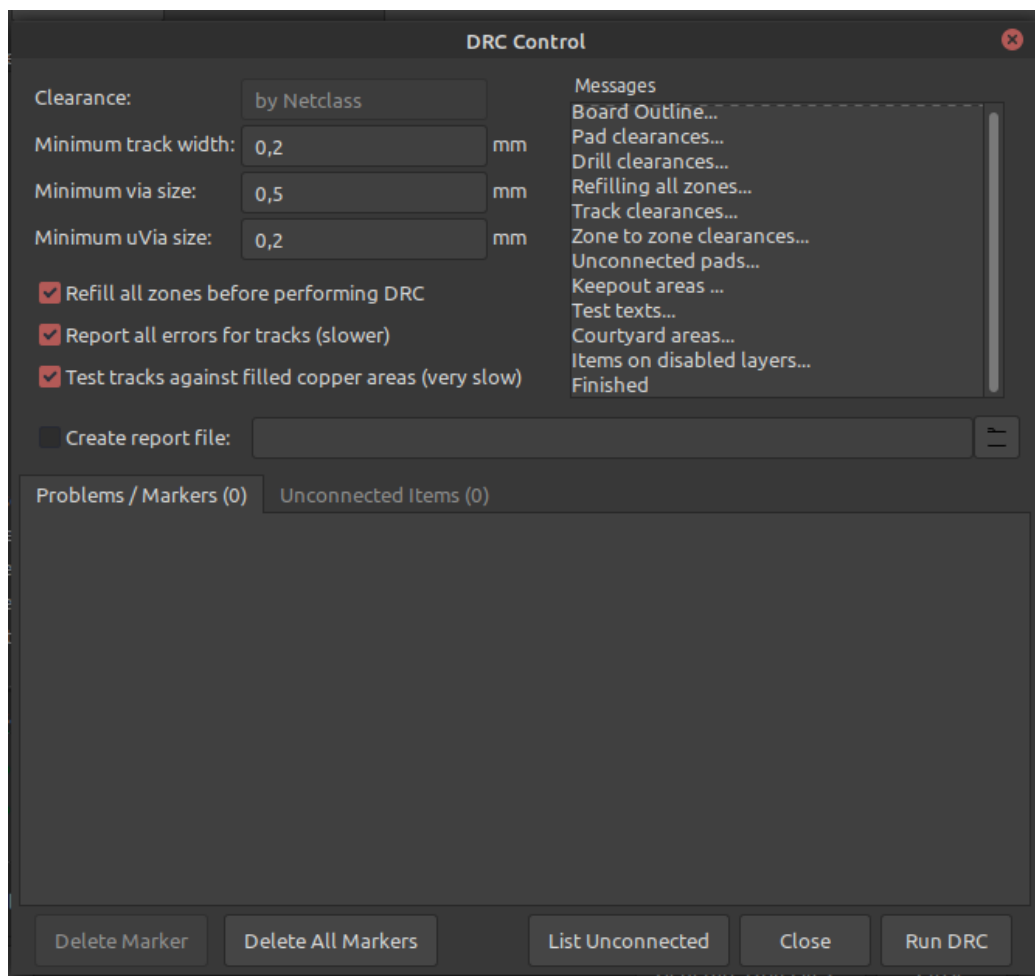 DRC Control
Clearance:
by Netclass
Minimum track width:
0,2
mm
Minimum via size:
0,5
mm
Minimum uVia size:
0,2
mm
Refill all zones before performing DRC
Report all errors for tracks (slower)
Test tracks against filled copper areas (very slow)
Messages
Board Outline...
Pad clearances...
Drill clearances...
Refilling all zones...
Track clearances...
Zone to zone clearances...
Unconnected pads...
Keepout areas ...
Test texts...
Courtyard areas...
Items on disabled layers...
Finished
Create report file:
Problems / Markers (0)
Unconnected Items (0)
Delete Marker
Delete All Markers
List Unconnected
Close
Run DRC